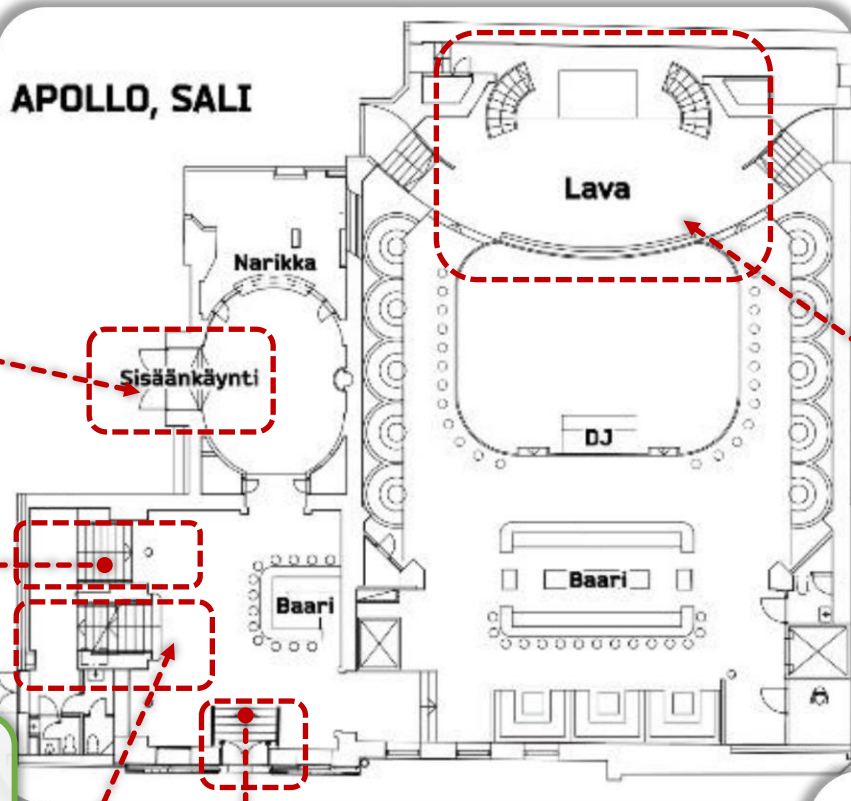 APOLLO, SALI
Lava
Narikka
Sisäänkäynti
DJ
Baari
Baari